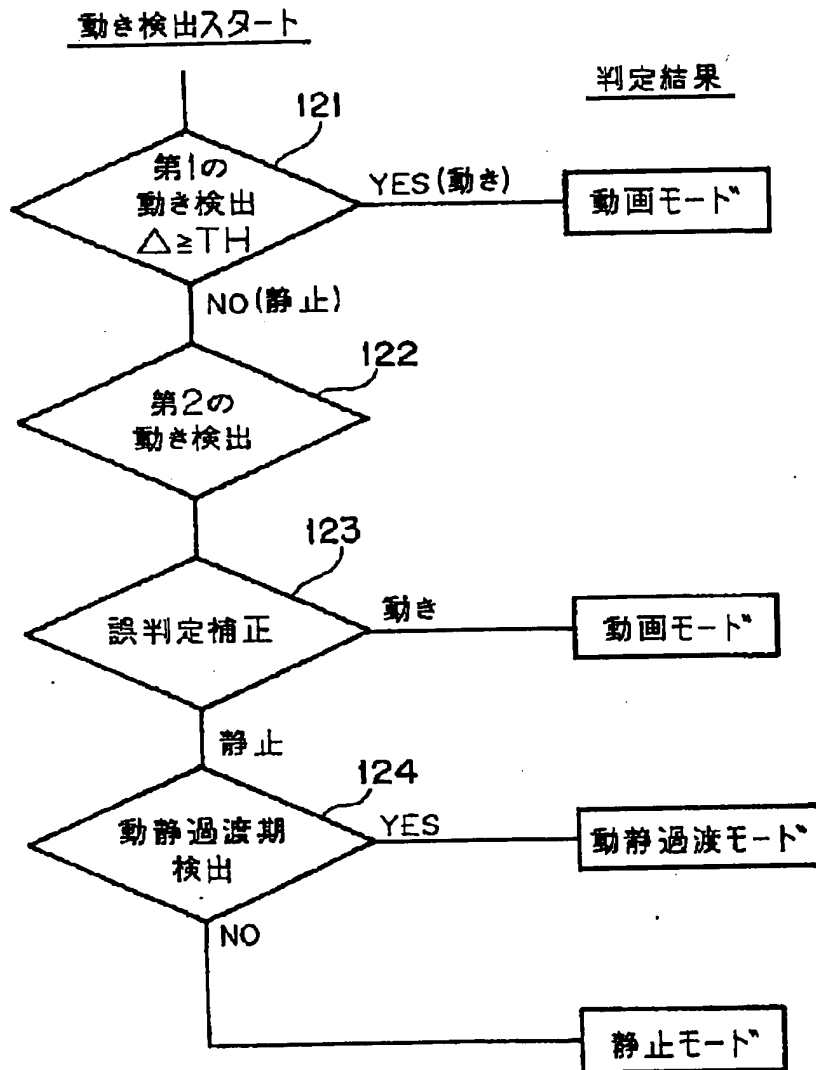 動き検出スタート
判定結果
121
第1の
動き検出
△≧TH
YES(動き)
動画モード
NO(静止)
122
第2の
動き検出
123
誤判定補正
動き
動画モード
静止
124
動静過渡期
検出
YES
動静過渡モード
NO
静止モード